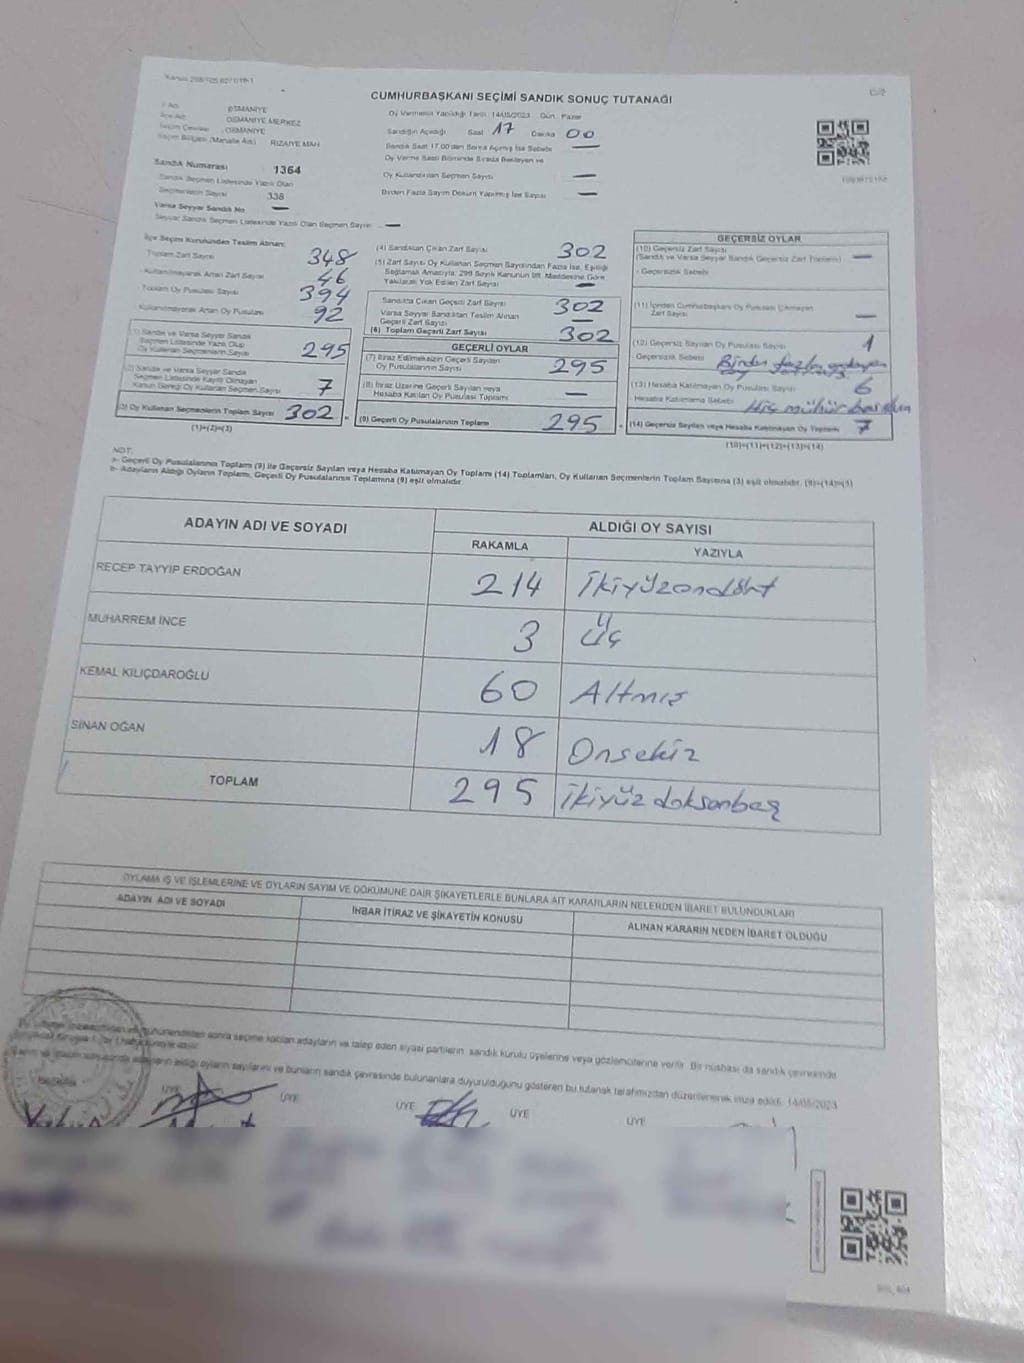 CUMHURBAŞKANI SEÇİMİ SANDIK SONUÇ TUTANAĞI
İl Adı OSMANİYE
İlçe Adı OSMANİYE MERKEZ
Seçim Çevresi OSMANİYE
Seçim Bölgesi (Mahalle Adı) RIZAİYE MAH
Sandık Numarası 1364
Sandık Seçmen Listesinde Yazılı Olan
Seçmenlerin Sayısı 338
Varsa Seyyar Sandık No —
Seyyar Sandık Seçmen Listesinde Yazılı Olan Seçmen Sayısı —
Oy Vermenin Yapıldığı Tarih 14/05/2023 Gün Pazar
Sandığın Açıldığı Saat 17 Dakika 00
Sandık Saat 17.00'den Sonra Açılmış İse Sebebi —
Oy Verme Saati Bitiminde Sırada Bekleyen ve
Oy Kullandırılan Seçmen Sayısı —
Birden Fazla Sayım Döküm Yapılmış İse Sayısı —
İlçe Seçim Kurulundan Teslim Alınan;
Toplam Zarf Sayısı 348
Kullanılmayarak Artan Zarf Sayısı 46
Toplam Oy Pusulası Sayısı 394
Kullanılmayarak Artan Oy Pusulası 92
(1) Sandık ve Varsa Seyyar Sandık
Seçmen Listesinde Yazılı Olup
Oy Kullanan Seçmenlerin Sayısı 295
(2) Sandık ve Varsa Seyyar Sandık
Seçmen Listesinde Kayıtlı Olmayan
Kanun Gereği Oy Kullanan Seçmen Sayısı 7
(3) Oy Kullanan Seçmenlerin Toplam Sayısı 302
(1)+(2)=(3)
(4) Sandıktan Çıkan Zarf Sayısı 302
(5) Zarf Sayısı Oy Kullanan Seçmen Sayısından Fazla İse, Eşitliği
Sağlamak Amacıyla, 298 Sayılı Kanunun 98. Maddesine Göre
Yakılarak Yok Edilen Zarf Sayısı —
Sandıkta Çıkan Geçerli Zarf Sayısı 302
Varsa Seyyar Sandıktan Teslim Alınan
Geçerli Zarf Sayısı —
(6) Toplam Geçerli Zarf Sayısı 302
GEÇERLİ OYLAR
(7) İtiraz Edilmeksizin Geçerli Sayılan
Oy Pusulalarının Sayısı 295
(8) İtiraz Üzerine Geçerli Sayılan veya
Hesaba Katılan Oy Pusulası Toplamı —
(9) Geçerli Oy Pusulalarının Toplamı 295
GEÇERSİZ OYLAR
(10) Geçersiz Zarf Sayısı
(Sandık ve Varsa Seyyar Sandık Geçersiz Zarf Toplamı) —
- Geçersizlik Sebebi
(11) İçinden Cumhurbaşkanı Oy Pusulası Çıkmayan
Zarf Sayısı —
(12) Geçersiz Sayılan Oy Pusulası Sayısı 1
Geçersizlik Sebebi Birden fazla
(13) Hesaba Katılmayan Oy Pusulası Sayısı 6
- Hesaba Katılmama Sebebi Hiç mühür
(14) Geçersiz Sayılan veya Hesaba Katılmayan Oy Toplamı 7
(10)+(11)+(12)+(13)=(14)
NOT:
a- Geçerli Oy Pusulalarının Toplamı (9) ile Geçersiz Sayılan veya Hesaba Katılmayan Oy Toplamı (14) Toplamları, Oy Kullanan Seçmenlerin Toplam Sayısına (3) eşit olmalıdır. (9)+(14)=(3)
b- Adayların Aldığı Oyların Toplamı, Geçerli Oy Pusulalarının Toplamına (9) eşit olmalıdır.
ADAYIN ADI VE SOYADI ALDIĞI OY SAYISI
RAKAMLA YAZIYLA
RECEP TAYYİP ERDOĞAN 214 İkiyüzondört
MUHARREM İNCE 3 Üç
KEMAL KILIÇDAROĞLU 60 Altmış
SİNAN OĞAN 18 Onsekiz
TOPLAM 295 İkiyüz doksanbeş
OYLAMA İŞ VE İŞLEMLERİNE VE OYLARIN SAYIM VE DÖKÜMÜNE DAİR ŞİKAYETLERLE BUNLARA AİT KARARLARIN NELERDEN İBARET BULUNDUKLARI
ADAYIN ADI VE SOYADI İHBAR İTİRAZ VE ŞİKAYETİN KONUSU ALINAN KARARIN NEDEN İBARET OLDUĞU
mühürlendikten sonra seçime katılan adayların ve talep eden siyasi partilerin sandık kurulu üyelerine veya gözlemcilerine verilir. Bir nüshası da sandık çevresinde
adayların aldığı oyların sayılarını ve bunların sandık çevresinde bulunanlara duyurulduğunu gösteren bu tutanak tarafımızdan düzenlenerek imza edildi. 14/05/2023
ÜYE ÜYE ÜYE ÜYE ÜYE